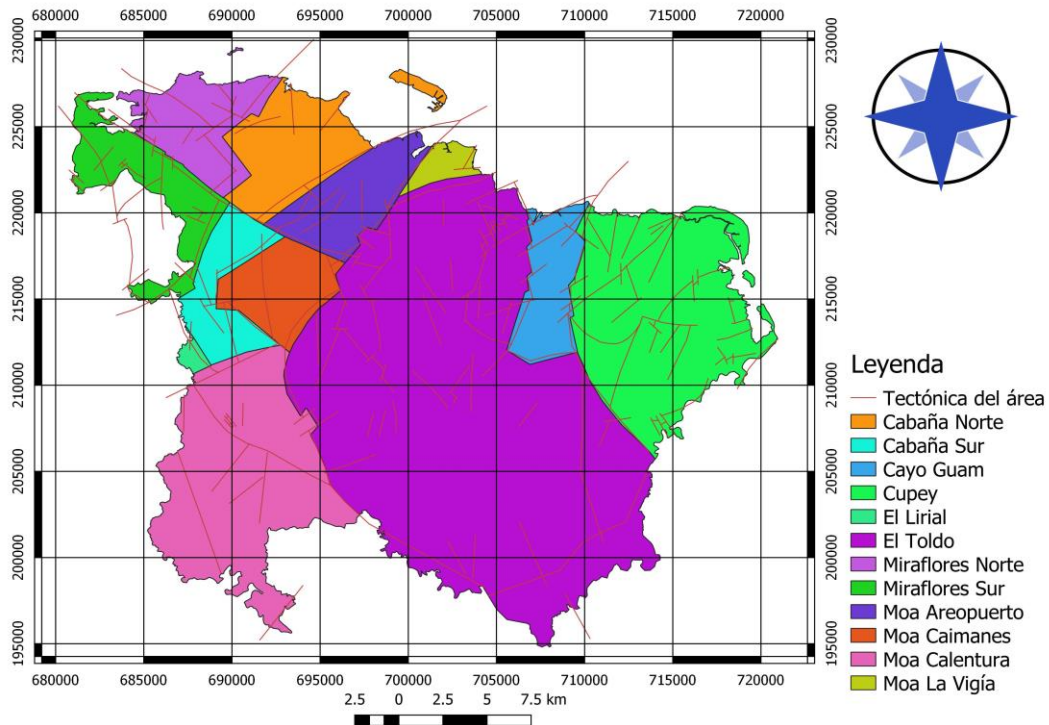 680000 685000 690000 695000 700000 705000 710000 715000 720000
230000 230000
225000 225000
220000 220000
215000 215000
210000 210000
205000 205000
200000 200000
195000 195000
680000 685000 690000 695000 700000 705000 710000 715000 720000
2.5 0 2.5 5 7.5 km
Leyenda
Tectónica del área
Cabaña Norte
Cabaña Sur
Cayo Guam
Cupey
El Lirial
El Toldo
Miraflores Norte
Miraflores Sur
Moa Areopuerto
Moa Caimanes
Moa Calentura
Moa La Vigía